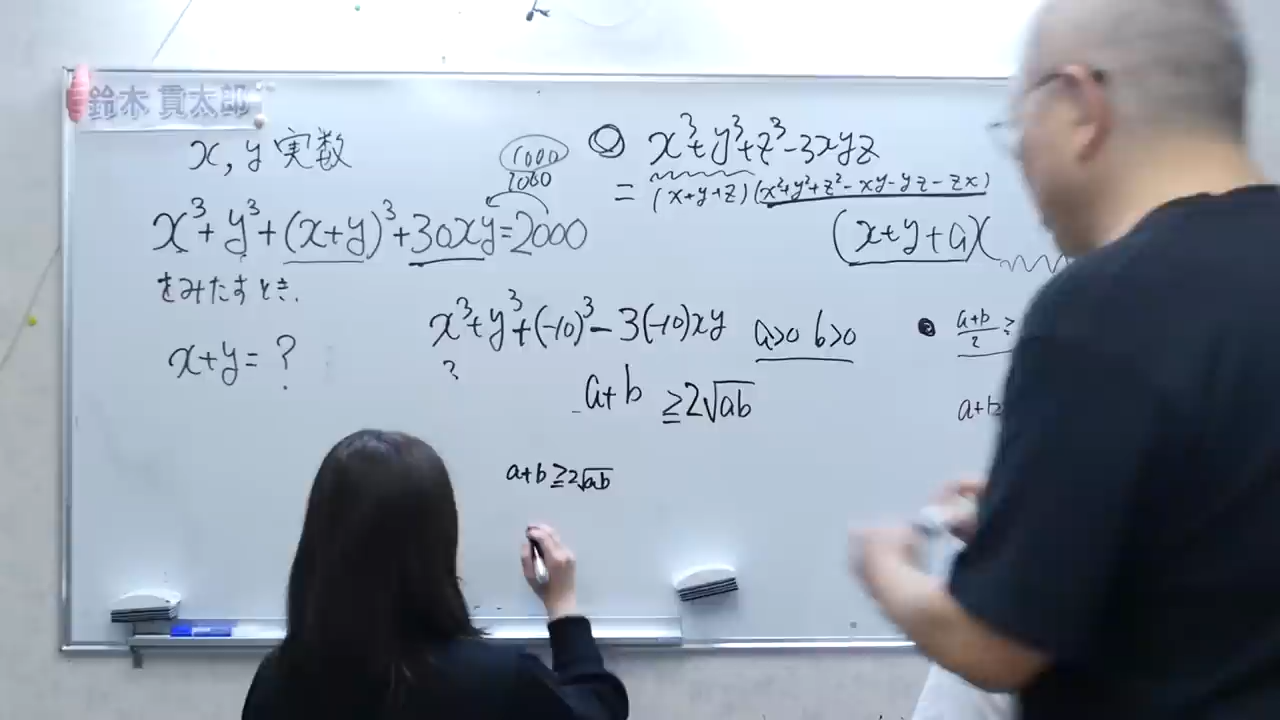 鈴木 貫太郎
x, y 実数
1000
1000
x³+y³+(x+y)³+30xy=2000
をみたすとき.
x+y= ?
x³+y³+z³-3xyz
=(x+y+z)(x²+y²+z²-xy-yz-zx)
(x+y+a)(
x³+y³+(-10)³-3(-10)xy
?
a>0 b>0
a+b ≧2√ab
a+b/2 ≧
a+b
a+b≧2√ab